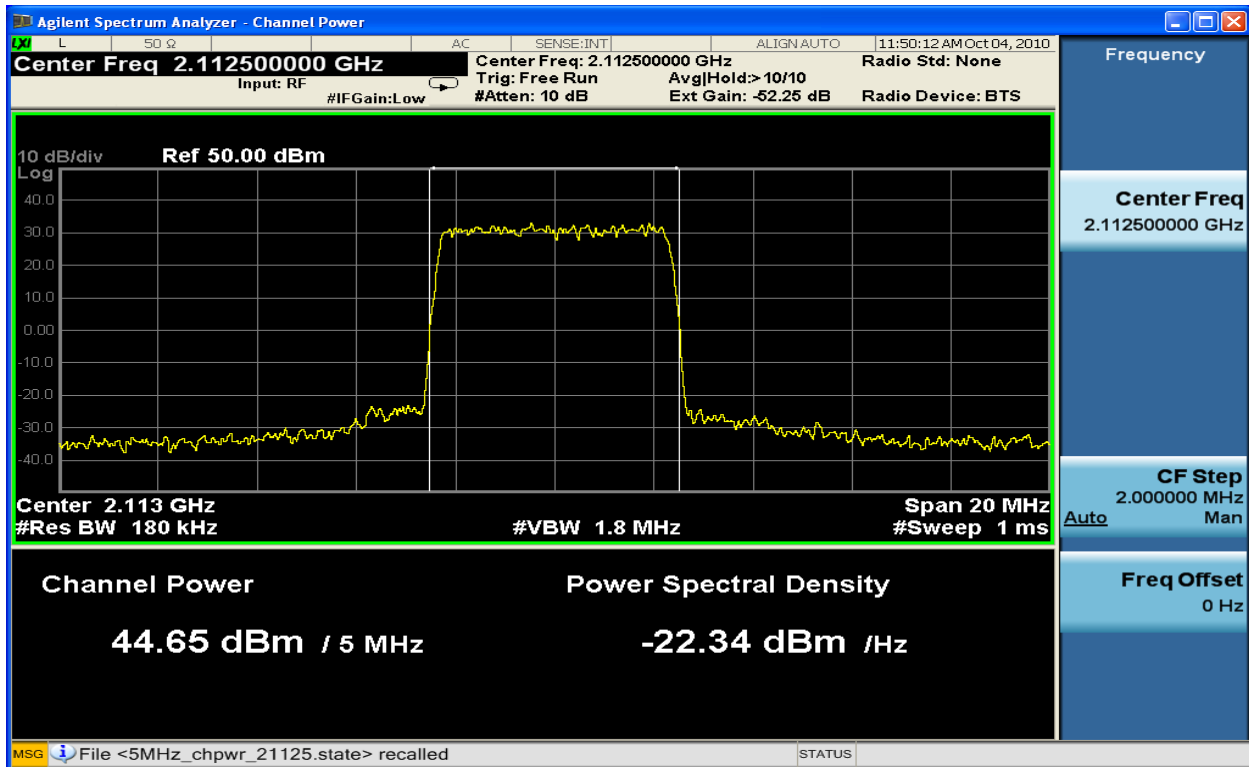 Agilent Spectrum Analyzer - Channel Power
LXI L 50 Ω AC SENSE:INT ALIGN AUTO 11:50:12 AM Oct 04, 2010
Center Freq 2.112500000 GHz
Input: RF
#IFGain:Low
Center Freq: 2.112500000 GHz
Trig: Free Run
#Atten: 10 dB
Avg|Hold:> 10/10
Ext Gain: -52.25 dB
Radio Std: None
Radio Device: BTS
10 dB/div Ref 50.00 dBm
Log
40.0
30.0
20.0
10.0
0.00
-10.0
-20.0
-30.0
-40.0
Center 2.113 GHz Span 20 MHz
#Res BW 180 kHz #VBW 1.8 MHz #Sweep 1 ms
Channel Power
44.65 dBm / 5 MHz
Power Spectral Density
-22.34 dBm /Hz
Frequency
Center Freq
2.112500000 GHz
CF Step
2.000000 MHz
Auto Man
Freq Offset
0 Hz
MSG File <5MHz_chpwr_21125.state> recalled STATUS